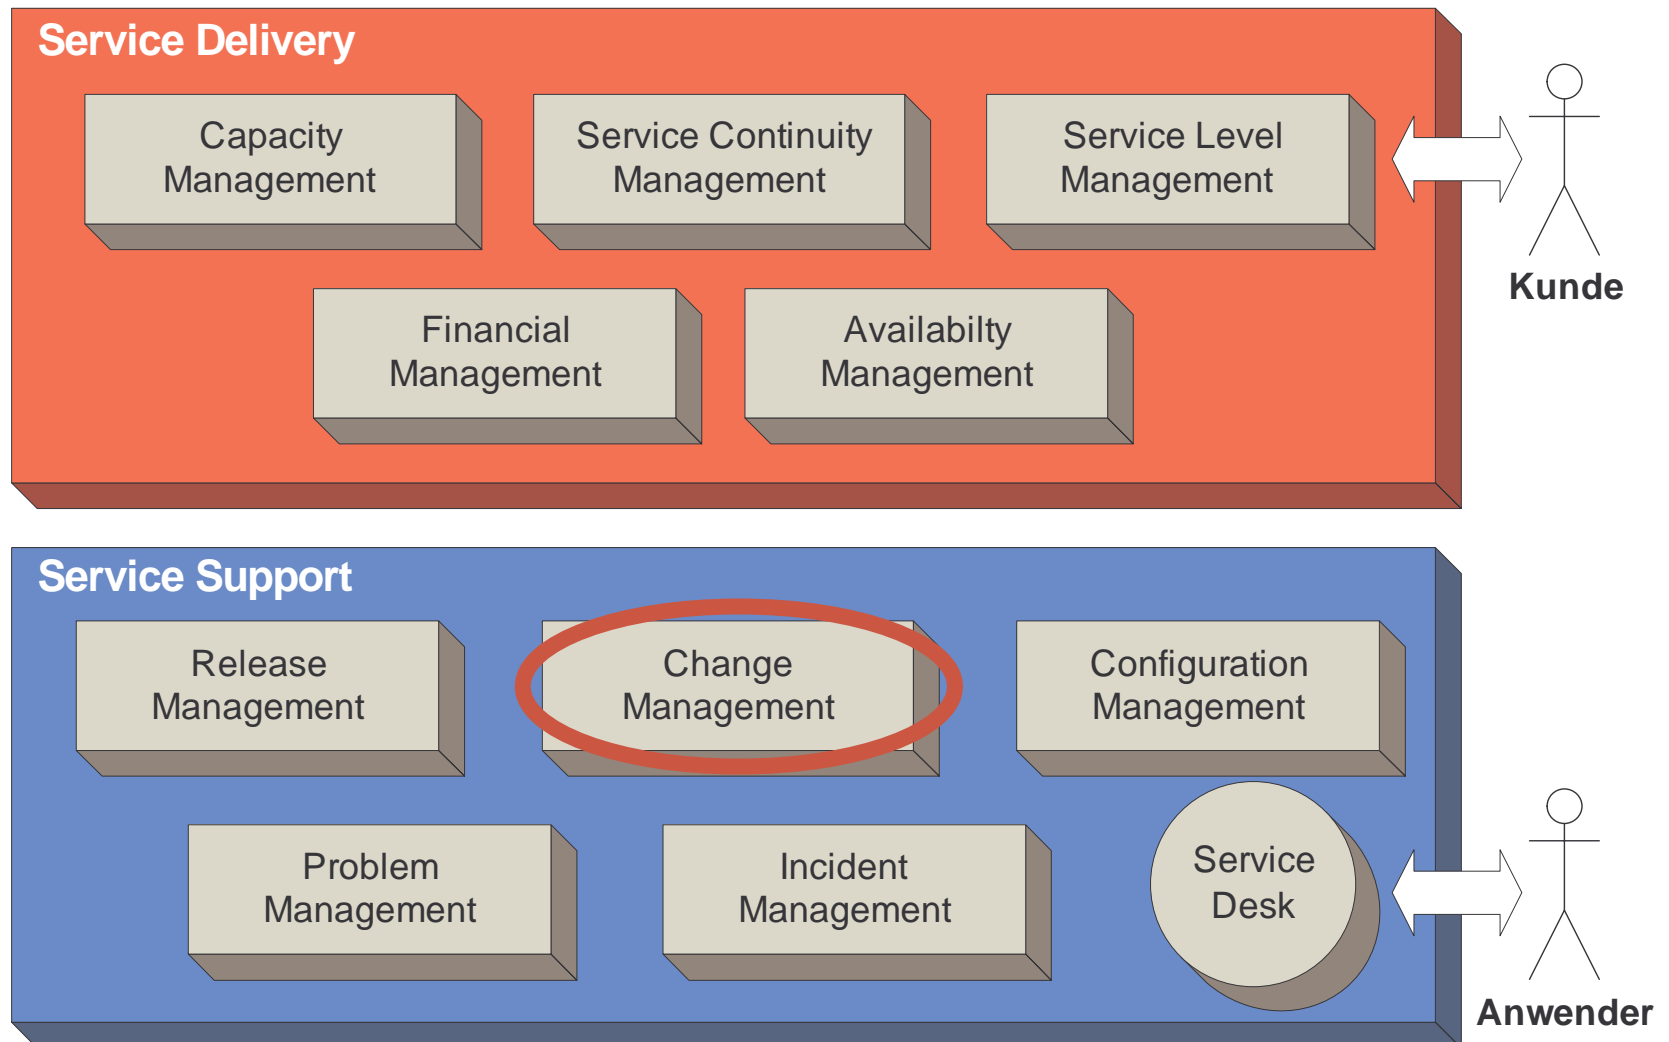 Service Delivery
Capacity
Management
Service Continuity
Management
Service Level
Management
Kunde
Financial
Management
Availabilty
Management
Service Support
Release
Management
Change
Management
Configuration
Management
Problem
Management
Incident
Management
Service
Desk
Anwender